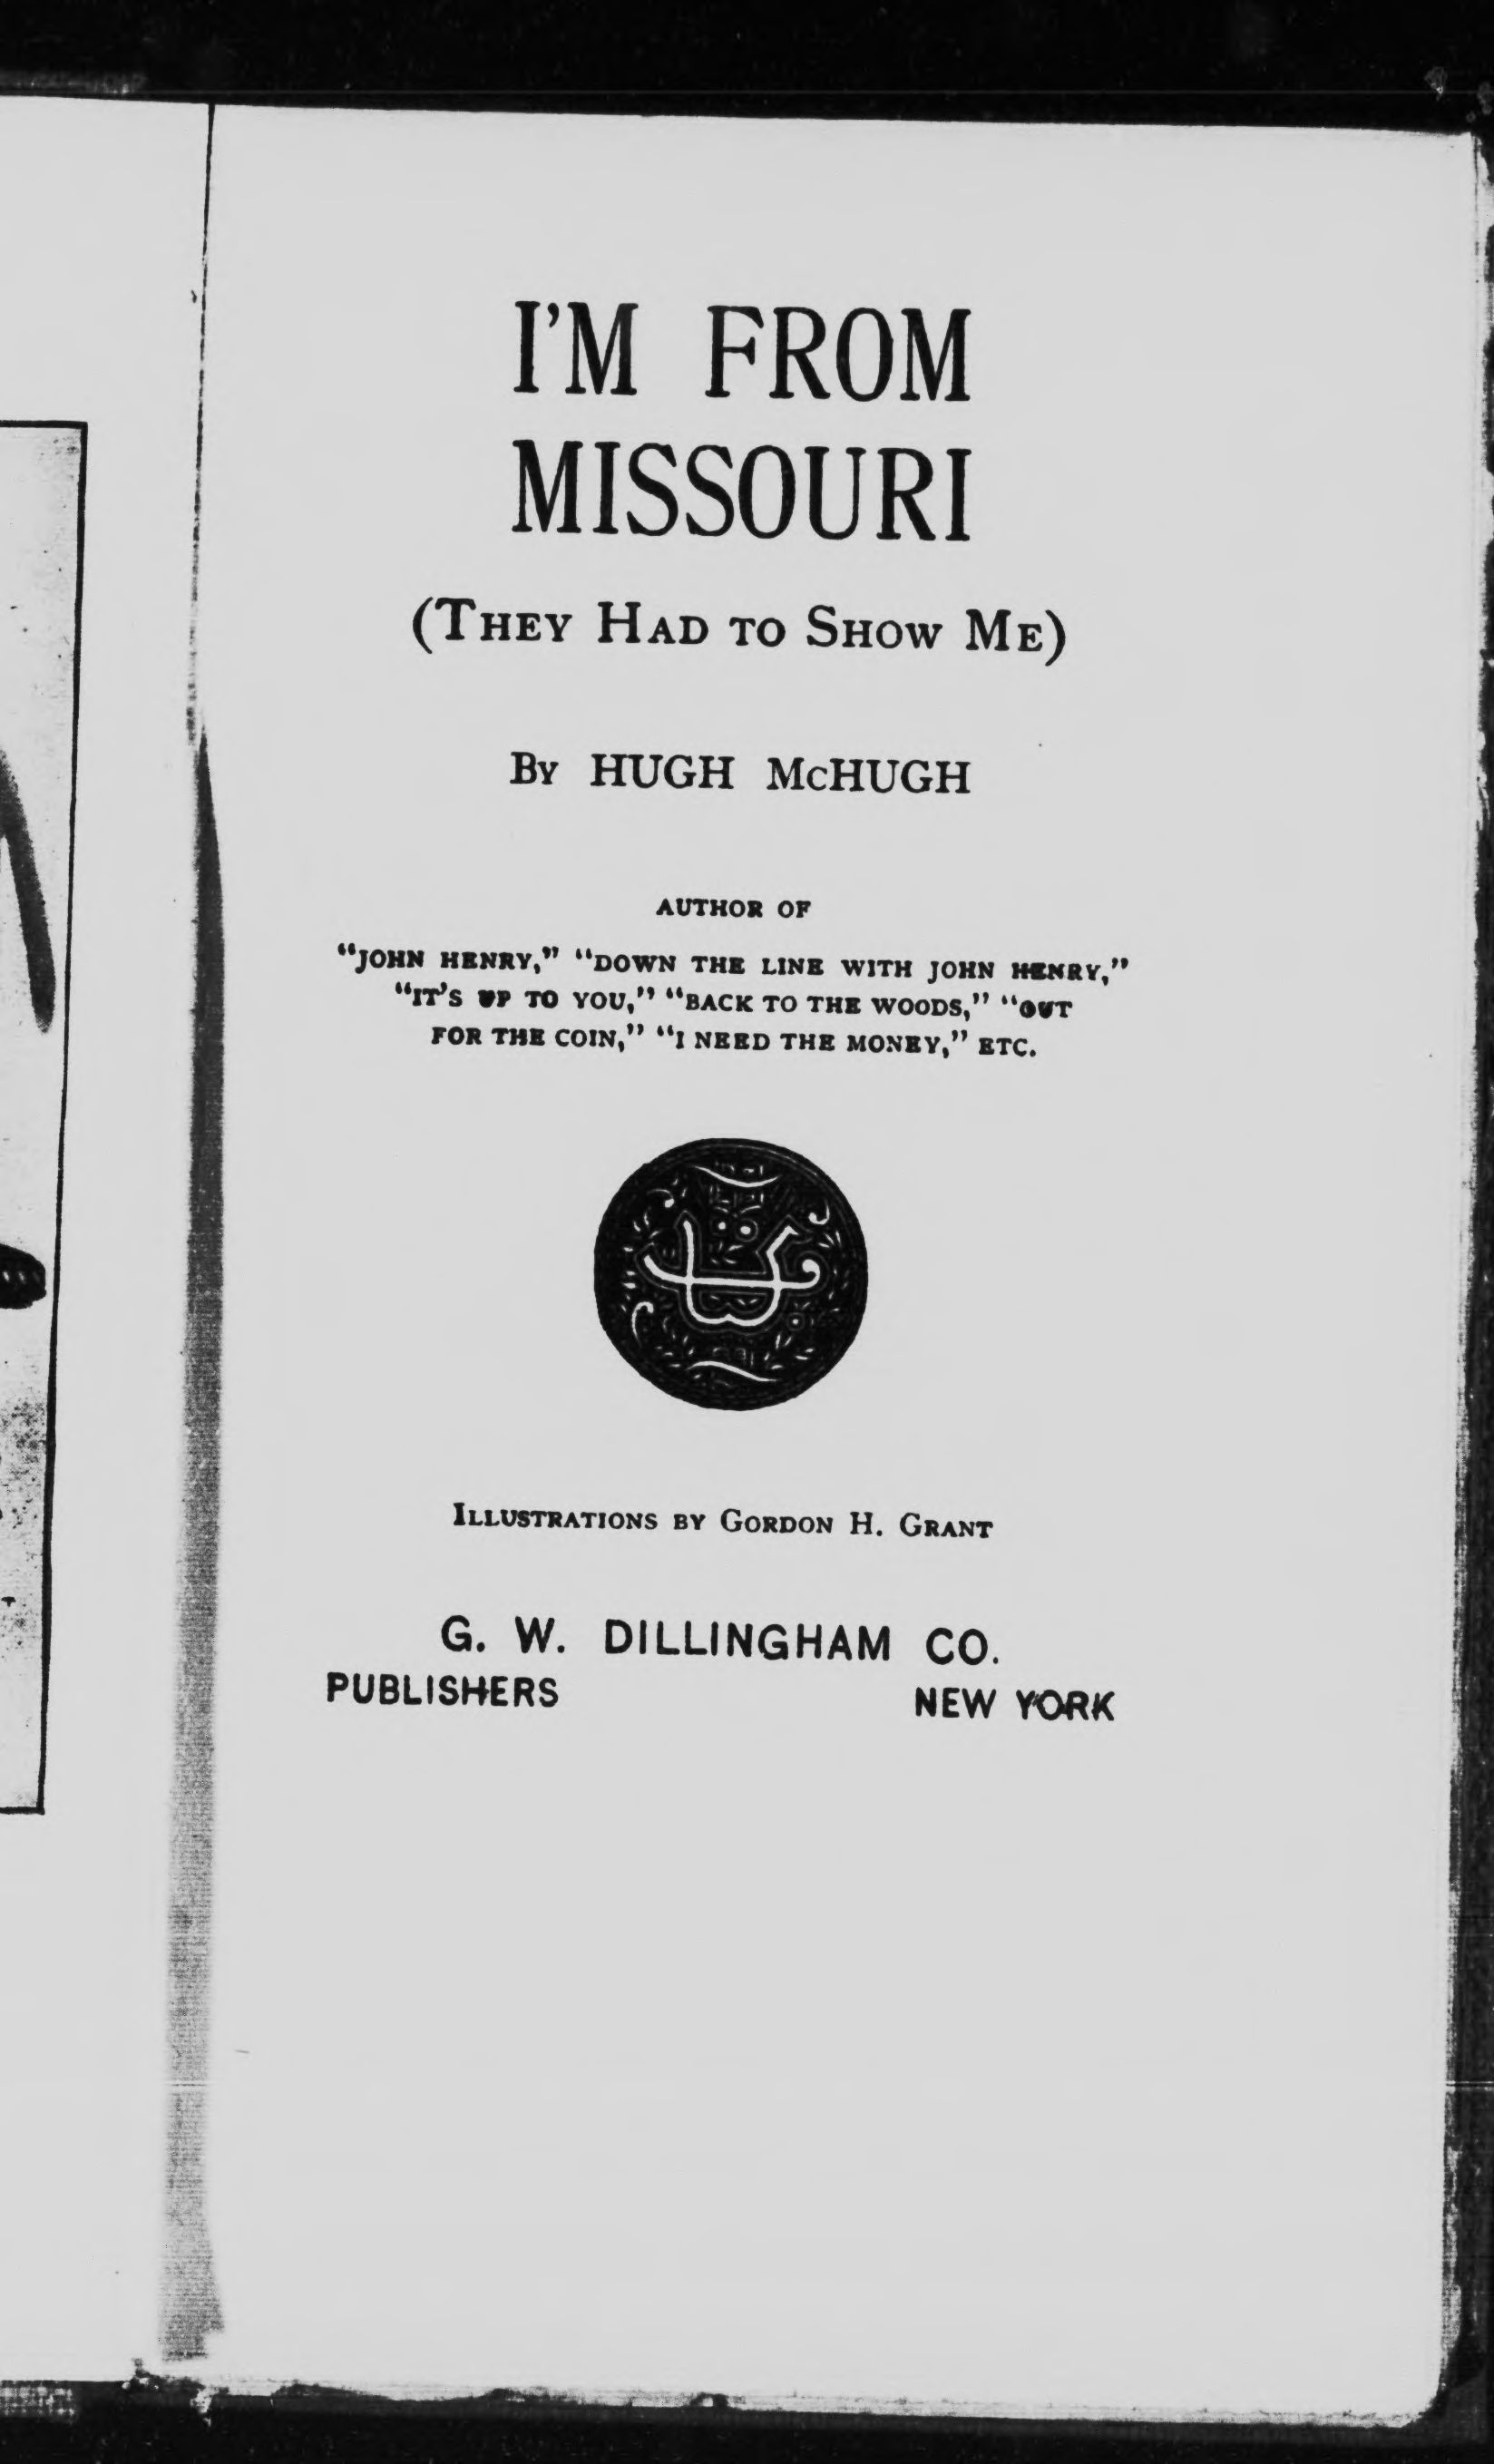 I'M FROM
MISSOURI
(THEY HAD TO SHOW ME)
BY HUGH McHUGH
AUTHOR OF
“JOHN HENRY,” “DOWN THE LINE WITH JOHN HENRY,”
“IT'S UP TO YOU,” “BACK TO THE WOODS,” “OUT
FOR THE COIN,” “I NEED THE MONEY,” ETC.
ILLUSTRATIONS BY GORDON H. GRANT
G. W. DILLINGHAM CO.
PUBLISHERS NEW YORK